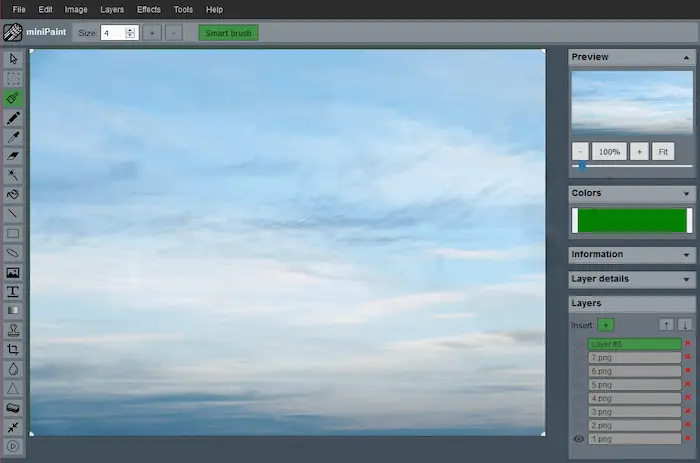 File Edit Image Layers Effects Tools Help
miniPaint Size: 4 + - Smart brush
Preview
- 100% + Fit
Colors
Information
Layer details
Layers
Insert: + ↑ ↓
Layer #8
7.png
6.png
5.png
4.png
3.png
2.png
1.png